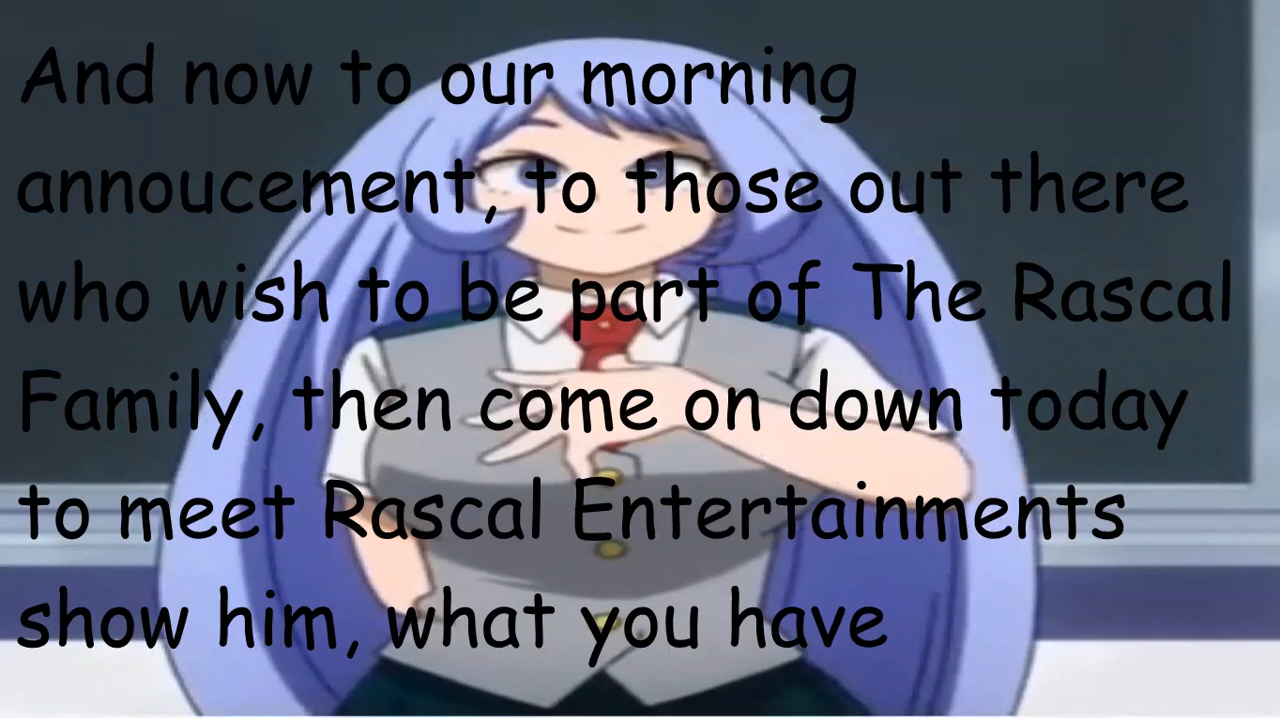 And now to our morning
annoucement, to those out there
who wish to be part of The Rascal
Family, then come on down today
to meet Rascal Entertainments
show him, what you have